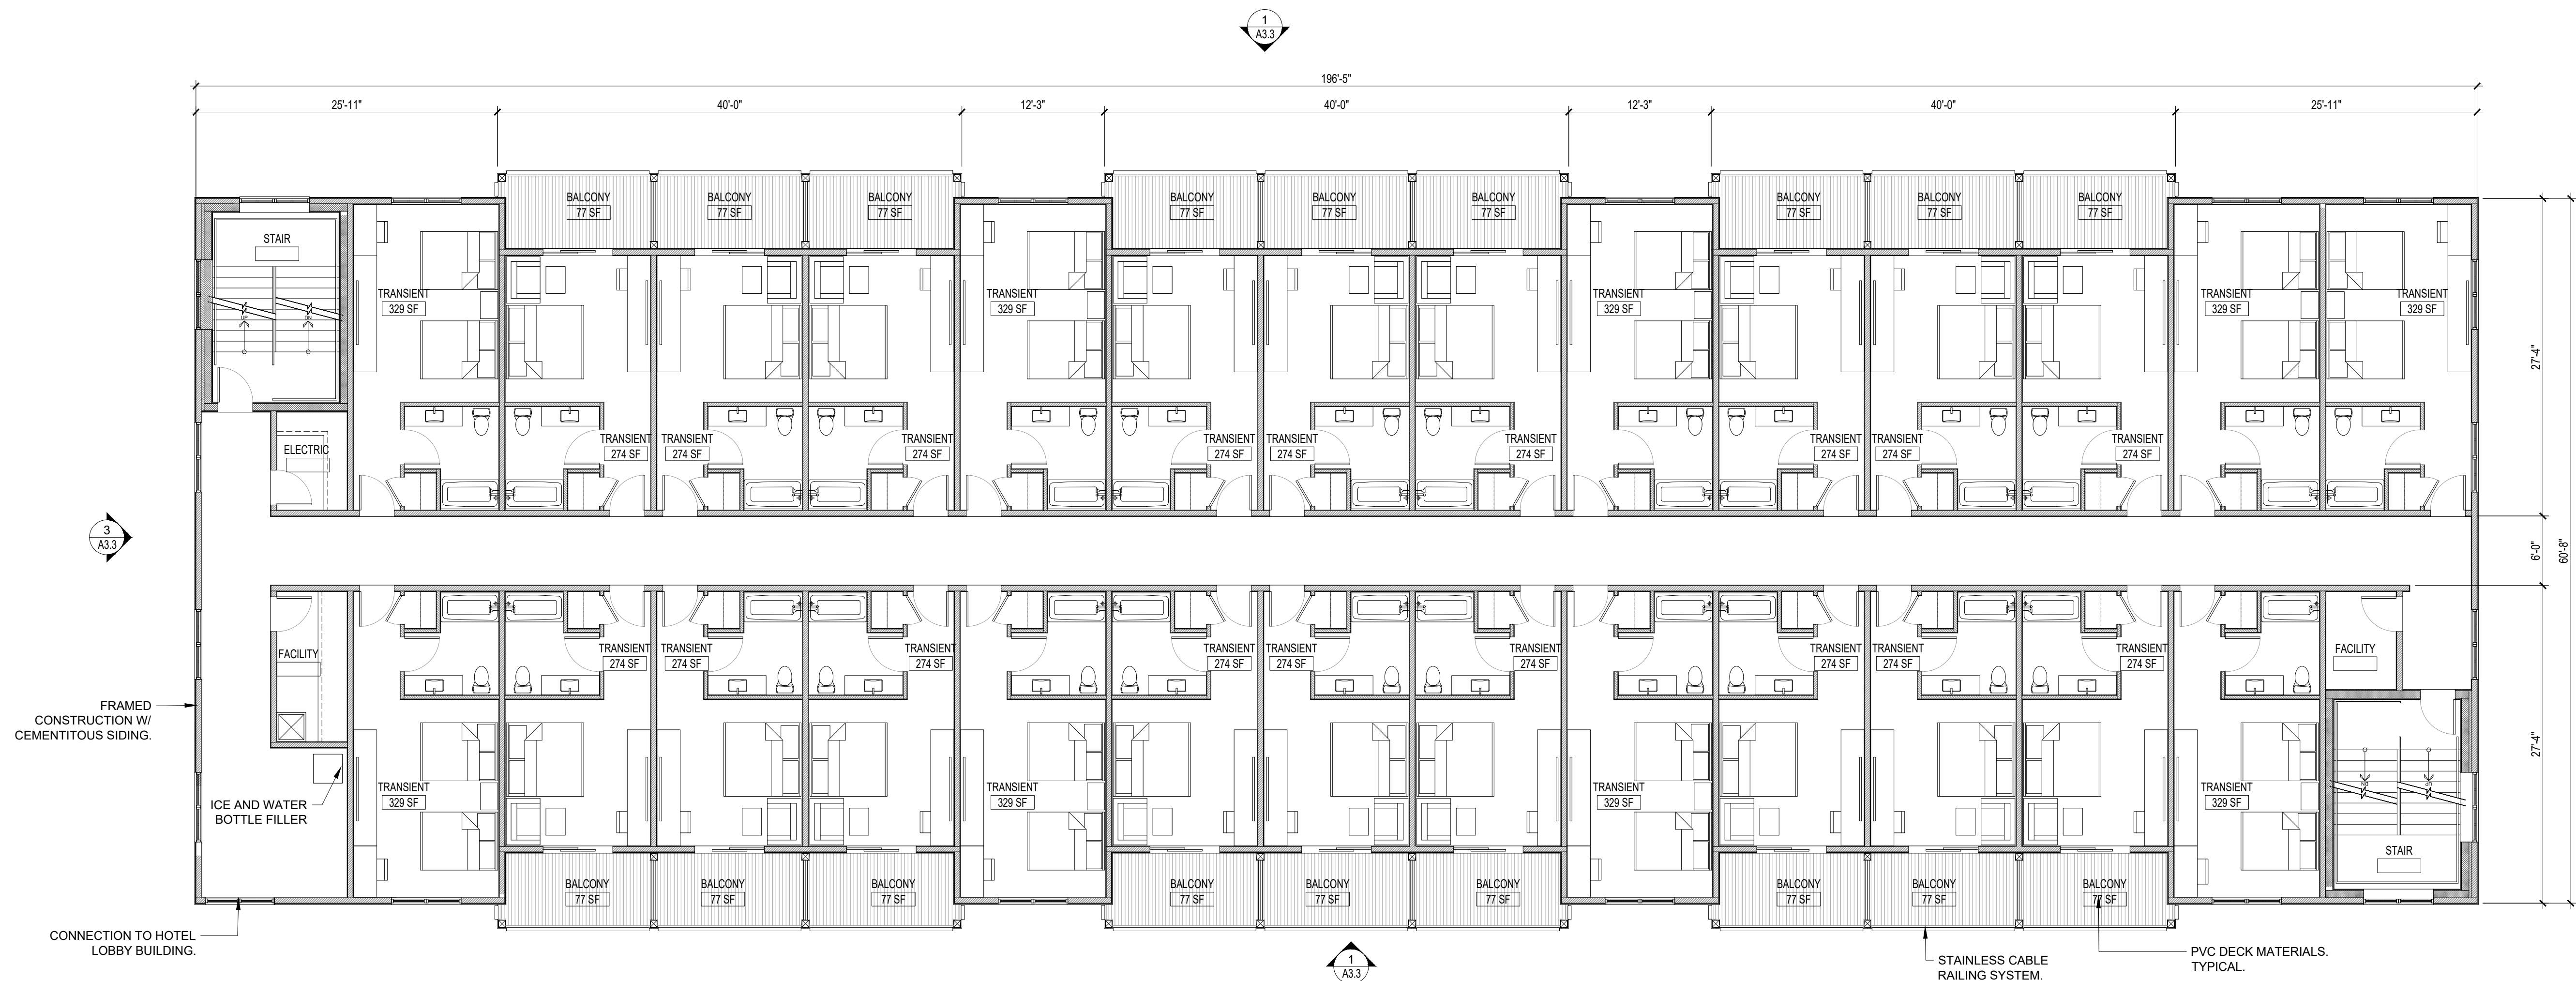 1
A3.3
196'-5"
25'-11"
40'-0"
12'-3"
40'-0"
12'-3"
40'-0"
25'-11"
BALCONY
77 SF
BALCONY
77 SF
BALCONY
77 SF
BALCONY
77 SF
BALCONY
77 SF
BALCONY
77 SF
BALCONY
77 SF
BALCONY
77 SF
BALCONY
77 SF
STAIR
UP
DN
TRANSIENT
329 SF
TRANSIENT
329 SF
TRANSIENT
329 SF
TRANSIENT
329 SF
TRANSIENT
329 SF
27'-4"
ELECTRIC
TRANSIENT
274 SF
TRANSIENT
274 SF
TRANSIENT
274 SF
TRANSIENT
274 SF
TRANSIENT
274 SF
TRANSIENT
274 SF
TRANSIENT
274 SF
TRANSIENT
274 SF
TRANSIENT
274 SF
3
A3.3
6'-0"
60'-8"
FACILITY
TRANSIENT
274 SF
TRANSIENT
274 SF
TRANSIENT
274 SF
TRANSIENT
274 SF
TRANSIENT
274 SF
TRANSIENT
274 SF
TRANSIENT
274 SF
TRANSIENT
274 SF
TRANSIENT
274 SF
FACILITY
FRAMED
CONSTRUCTION W/
CEMENTITOUS SIDING.
27'-4"
TRANSIENT
329 SF
TRANSIENT
329 SF
TRANSIENT
329 SF
TRANSIENT
329 SF
DN
UP
ICE AND WATER
BOTTLE FILLER
STAIR
BALCONY
77 SF
BALCONY
77 SF
BALCONY
77 SF
BALCONY
77 SF
BALCONY
77 SF
BALCONY
77 SF
BALCONY
77 SF
BALCONY
77 SF
BALCONY
77 SF
CONNECTION TO HOTEL
LOBBY BUILDING.
1
A3.3
STAINLESS CABLE
RAILING SYSTEM.
PVC DECK MATERIALS.
TYPICAL.